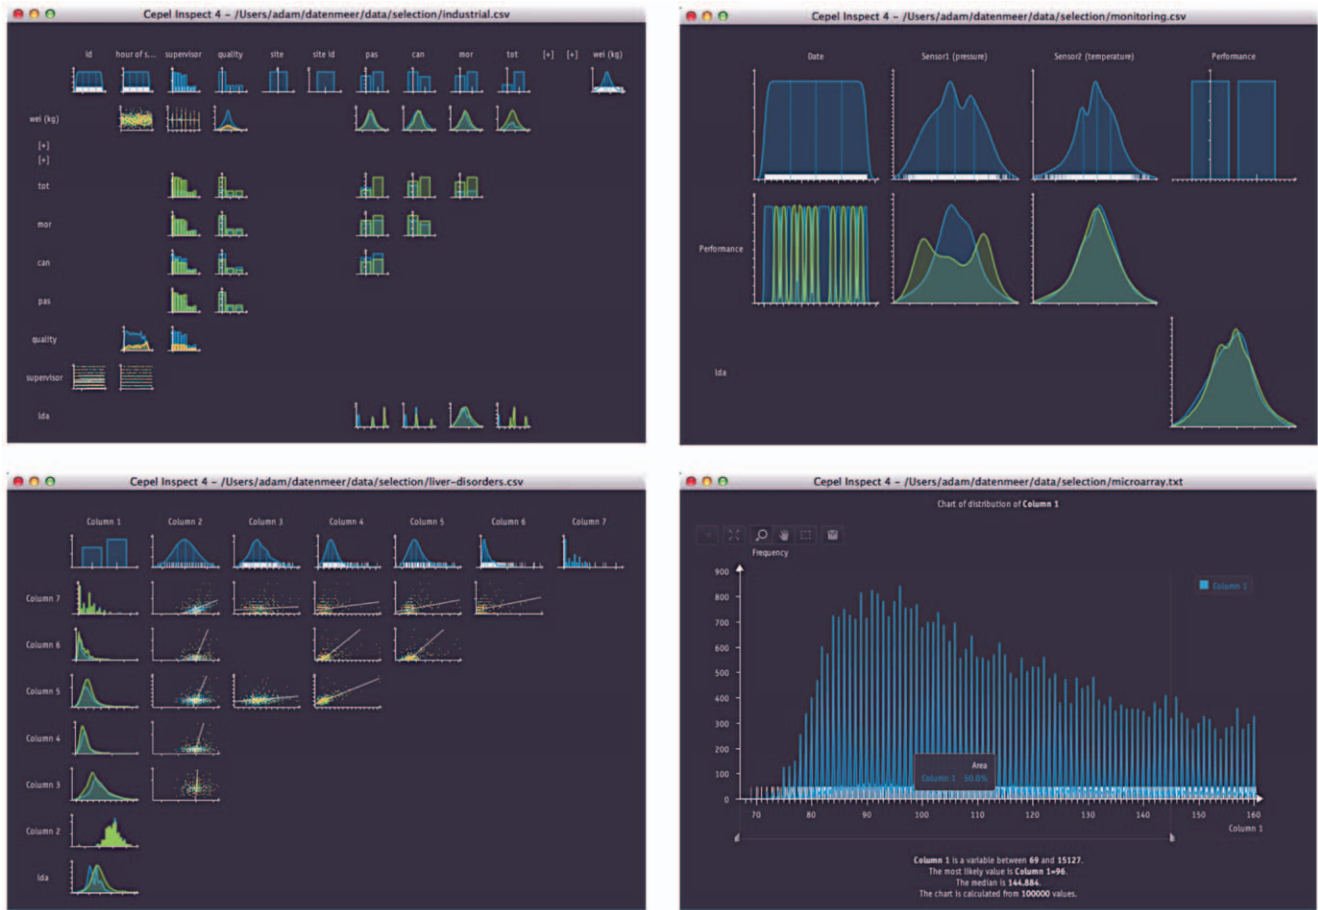 Cepel Inspect 4 – /Users/adam/datenmeer/data/selection/industrial.csv
id hour of s... supervisor quality site site id pas can mor tot [+] [+] wei (kg)
wei (kg)
[+]
[+]
tot
mor
can
pas
quality
supervisor
lda
Cepel Inspect 4 – /Users/adam/datenmeer/data/selection/monitoring.csv
Date Sensor1 (pressure) Sensor2 (temperature) Performance
Performance
lda
Cepel Inspect 4 – /Users/adam/datenmeer/data/selection/liver-disorders.csv
Column 1 Column 2 Column 3 Column 4 Column 5 Column 6 Column 7
Column 7
Column 6
Column 5
Column 4
Column 3
Column 2
lda
Cepel Inspect 4 – /Users/adam/datenmeer/data/selection/microarray.txt
Chart of distribution of Column 1
Frequency
900
800
700
600
500
400
300
200
100
0
Column 1
Area
Column 1 50.0%
70 80 90 100 110 120 130 140 150 160
Column 1
Column 1 is a variable between 69 and 15127.
The most likely value is Column 1=96.
The median is 144.884.
The chart is calculated from 100000 values.